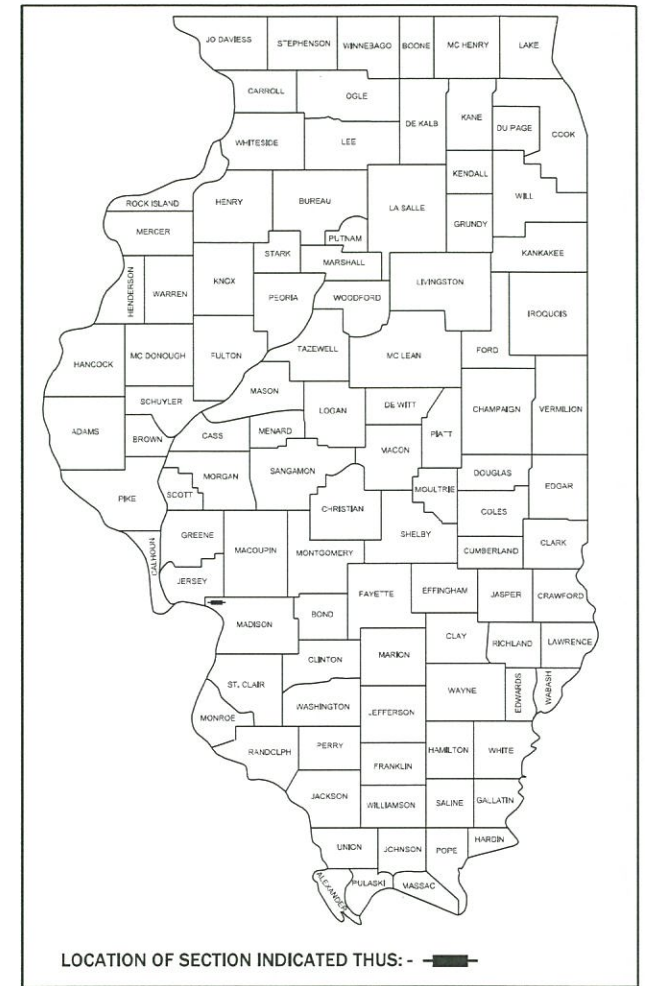 JO DAVIESS STEPHENSON WINNEBAGO BOONE MC HENRY LAKE
CARROLL OGLE DE KALB KANE DU PAGE COOK
WHITESIDE LEE
KENDALL WILL
ROCK ISLAND HENRY BUREAU LA SALLE GRUNDY
MERCER PUTNAM
STARK MARSHALL KANKAKEE
HENDERSON WARREN KNOX PEORIA WOODFORD LIVINGSTON IROQUOIS
HANCOCK MC DONOUGH FULTON TAZEWELL MC LEAN FORD
MASON
SCHUYLER LOGAN DE WITT CHAMPAIGN VERMILION
ADAMS BROWN CASS MENARD MACON PIATT
MORGAN SANGAMON DOUGLAS
PIKE SCOTT MOULTRIE EDGAR
CHRISTIAN COLES
GREENE MACOUPIN MONTGOMERY SHELBY CUMBERLAND CLARK
CALHOUN JERSEY FAYETTE EFFINGHAM JASPER CRAWFORD
MADISON BOND
CLAY RICHLAND LAWRENCE
CLINTON MARION
ST. CLAIR WAYNE EDWARDS WABASH
MONROE WASHINGTON JEFFERSON
RANDOLPH PERRY HAMILTON WHITE
FRANKLIN
JACKSON WILLIAMSON SALINE GALLATIN
UNION JOHNSON POPE HARDIN
ALEXANDER PULASKI MASSAC
LOCATION OF SECTION INDICATED THUS: -